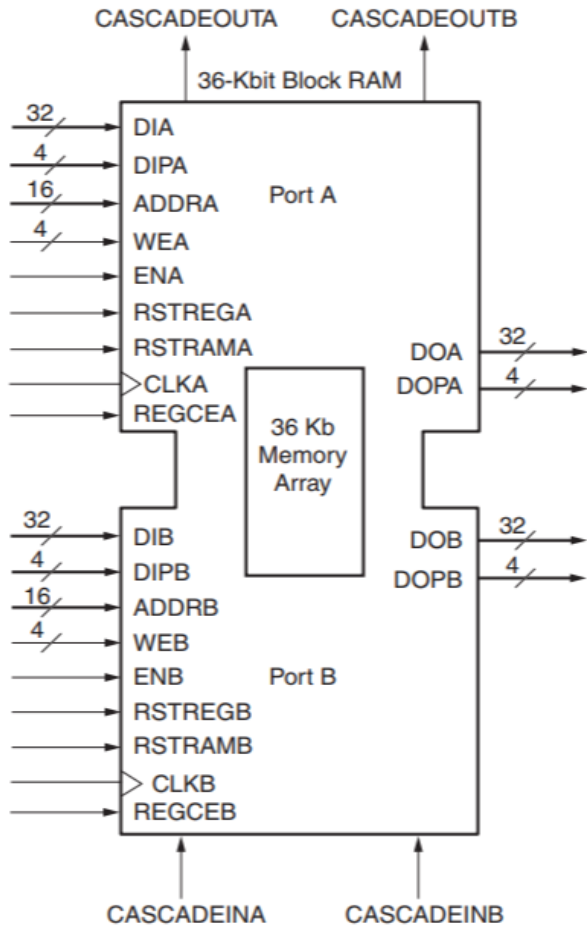 CASCADEOUTA CASCADEOUTB
36-Kbit Block RAM
32 DIA
4 DIPA
16 ADDRA
Port A
4 WEA
ENA
RSTREGA
RSTRAMA
DOA 32
CLKA
DOPA 4
REGCEA
36 Kb
Memory
Array
32 DIB
DOB 32
4 DIPB
DOPB 4
16 ADDRB
4 WEB
ENB
Port B
RSTREGB
RSTRAMB
CLKB
REGCEB
CASCADEINA CASCADEINB